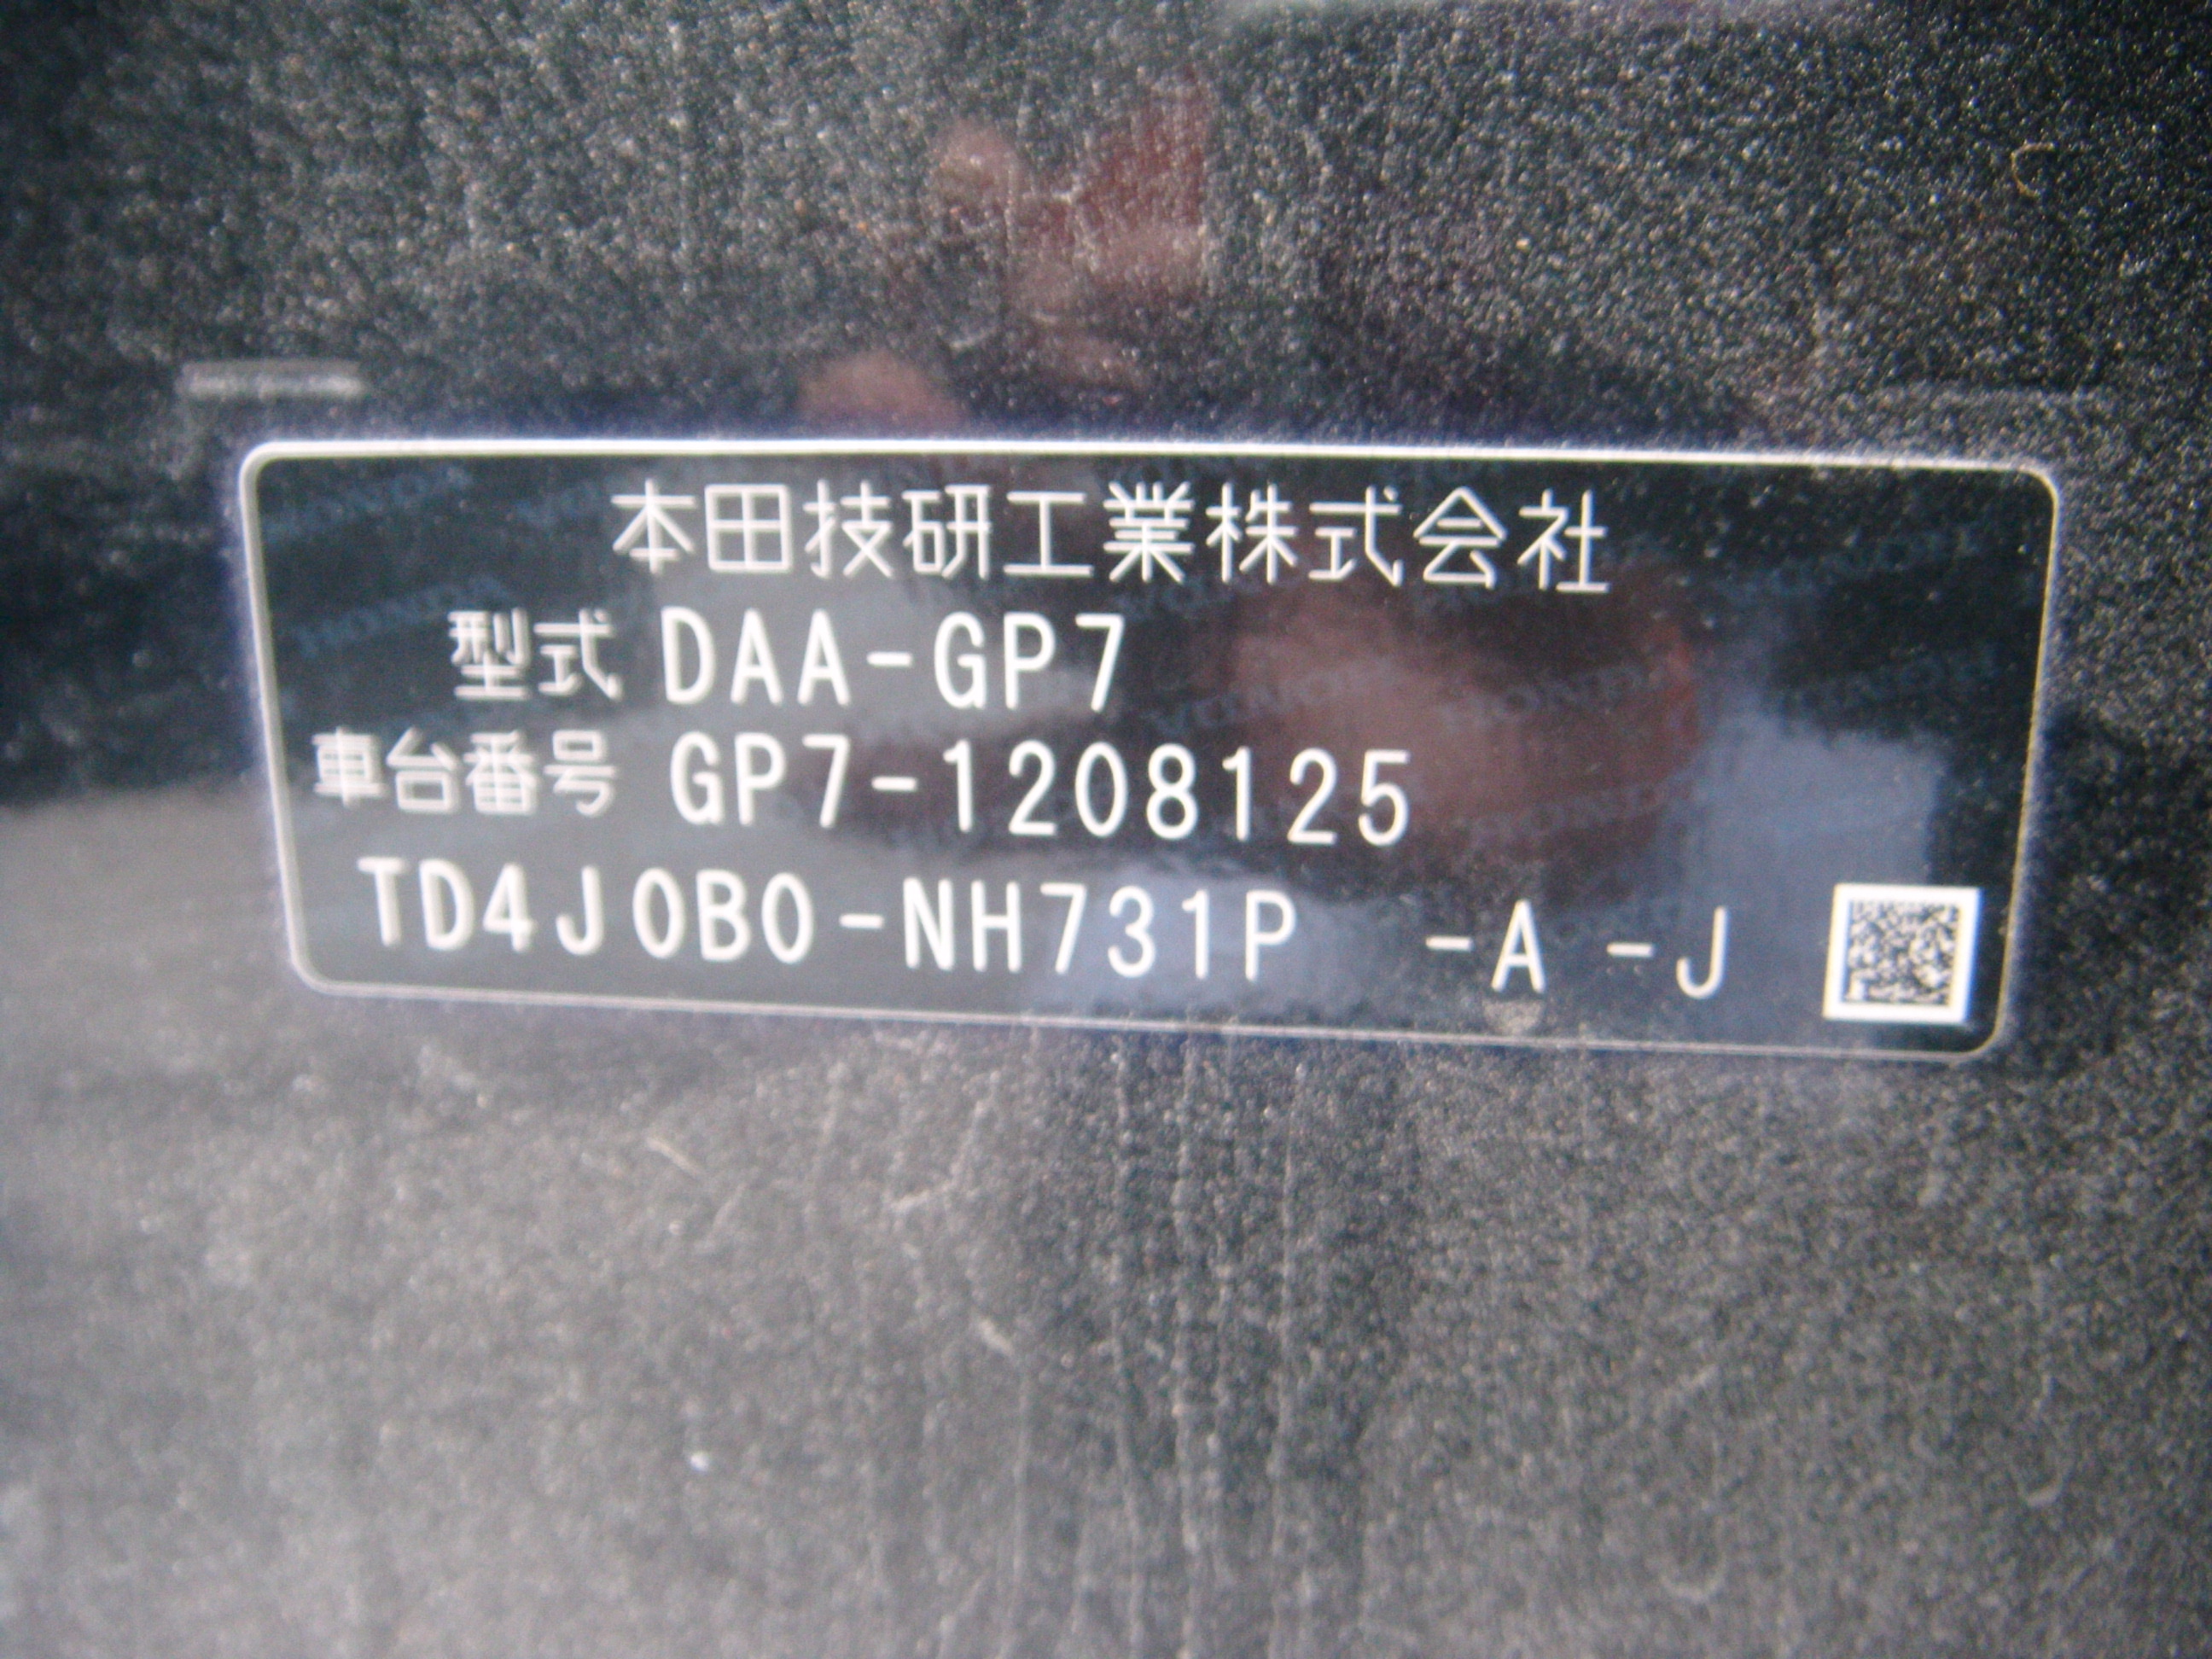 本田技研工業株式会社
型式 DAA-GP7
車台番号 GP7-1208125
TD4J0B0-NH731P -A -J